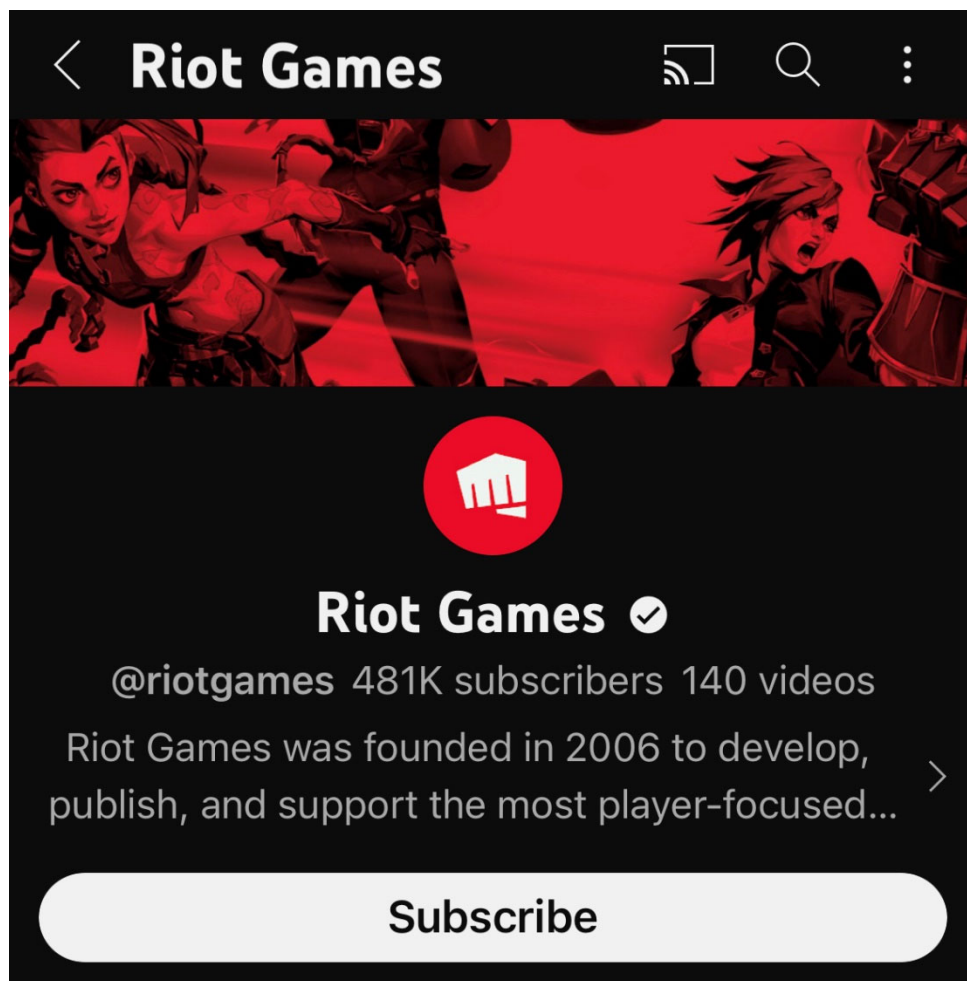 Riot Games
Riot Games
@riotgames 481K subscribers 140 videos
Riot Games was founded in 2006 to develop,
publish, and support the most player-focused...
Subscribe